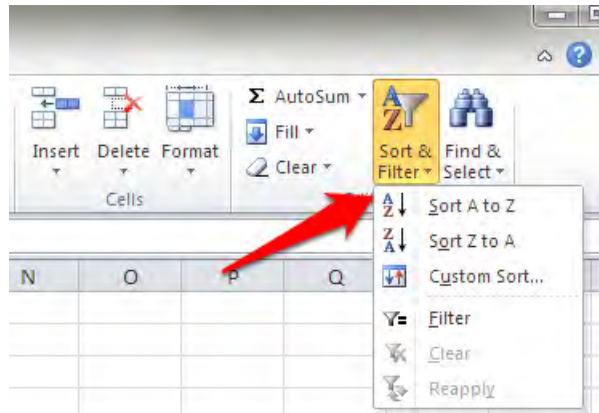 Σ AutoSum
Fill
Clear
Insert
Delete
Format
Sort &
Filter
Find &
Select
Cells
Sort A to Z
Sort Z to A
Custom Sort...
Filter
Clear
Reapply
N O P Q